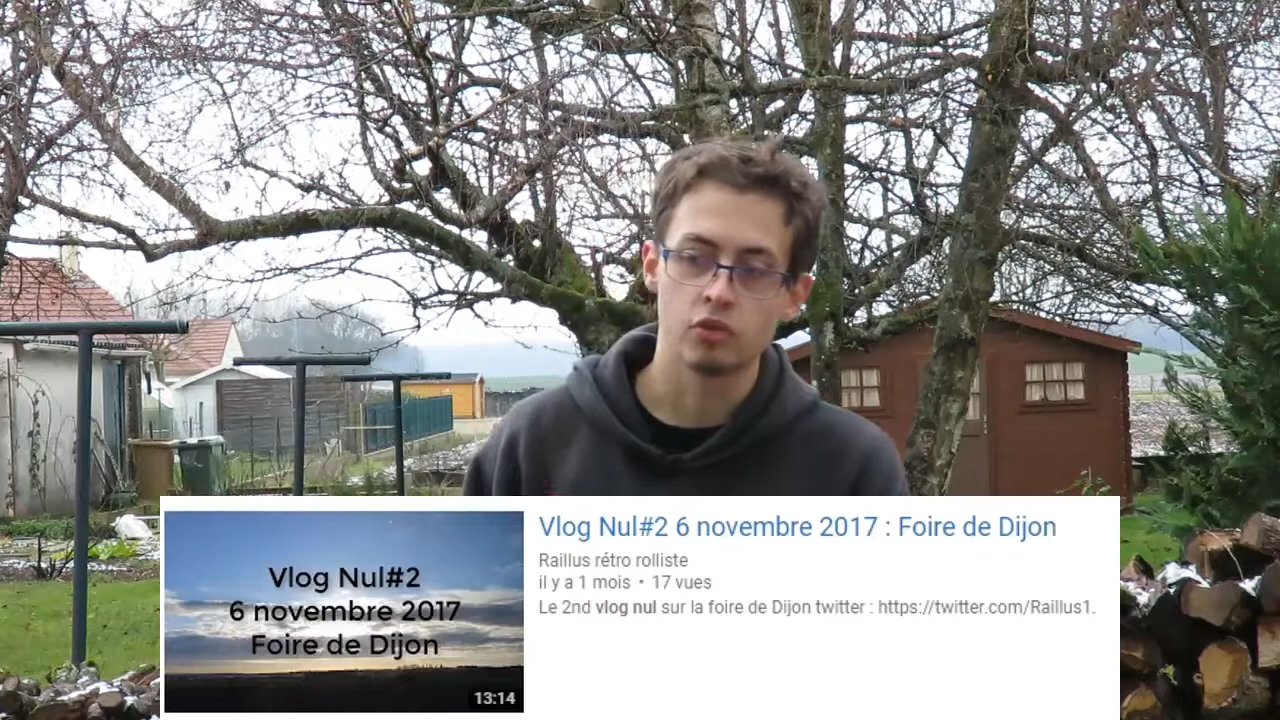 Vlog Nul#2
6 novembre 2017
Foire de Dijon
13:14
Vlog Nul#2 6 novembre 2017 : Foire de Dijon
Raillus rétro rolliste
il y a 1 mois • 17 vues
Le 2nd vlog nul sur la foire de Dijon twitter : https://twitter.com/Raillus1.